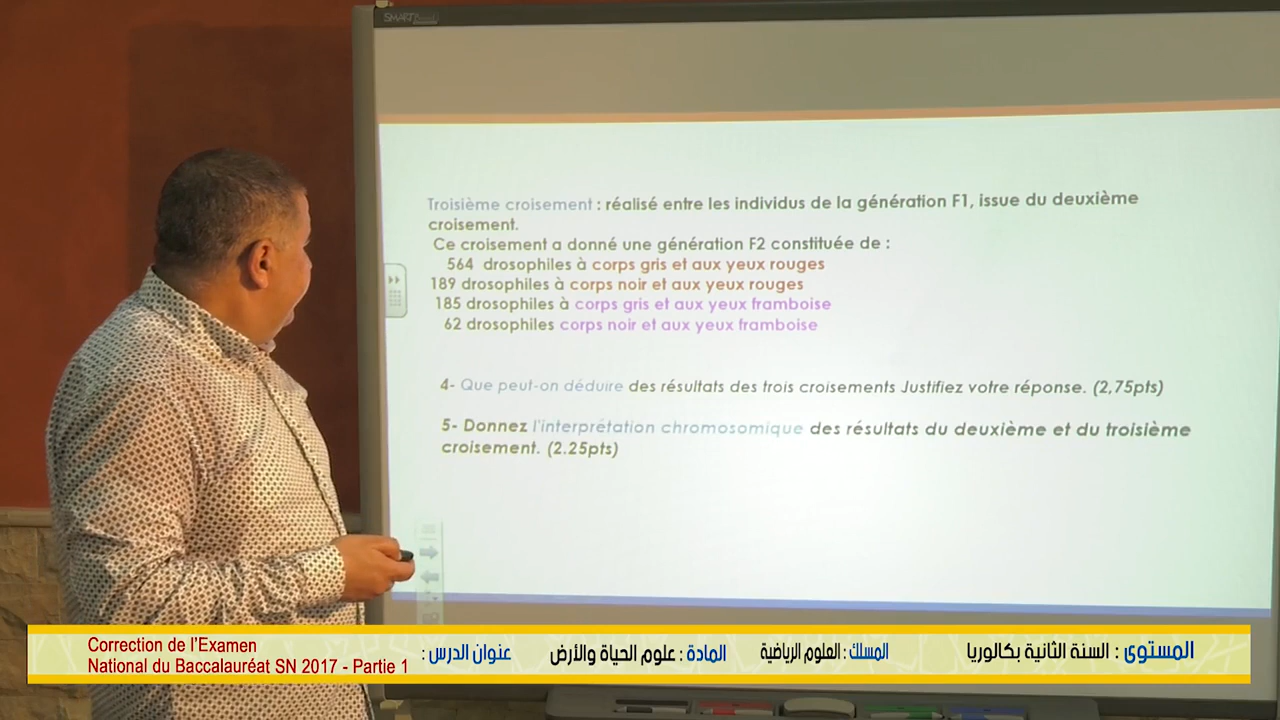 SMART
Troisième croisement : réalisé entre les individus de la génération F1, issue du deuxième
croisement.
Ce croisement a donné une génération F2 constituée de :
564 drosophiles à corps gris et aux yeux rouges
189 drosophiles à corps noir et aux yeux rouges
185 drosophiles à corps gris et aux yeux framboise
62 drosophiles corps noir et aux yeux framboise
4- Que peut-on déduire des résultats des trois croisements Justifiez votre réponse. (2,75pts)
5- Donnez l'interprétation chromosomique des résultats du deuxième et du troisième
croisement. (2.25pts)
المستوى : السنة الثانية بكالوريا
المسلك : العلوم الرياضية
المادة : علوم الحياة والأرض
عنوان الدرس :
Correction de l'Examen
National du Baccalauréat SN 2017 - Partie 1